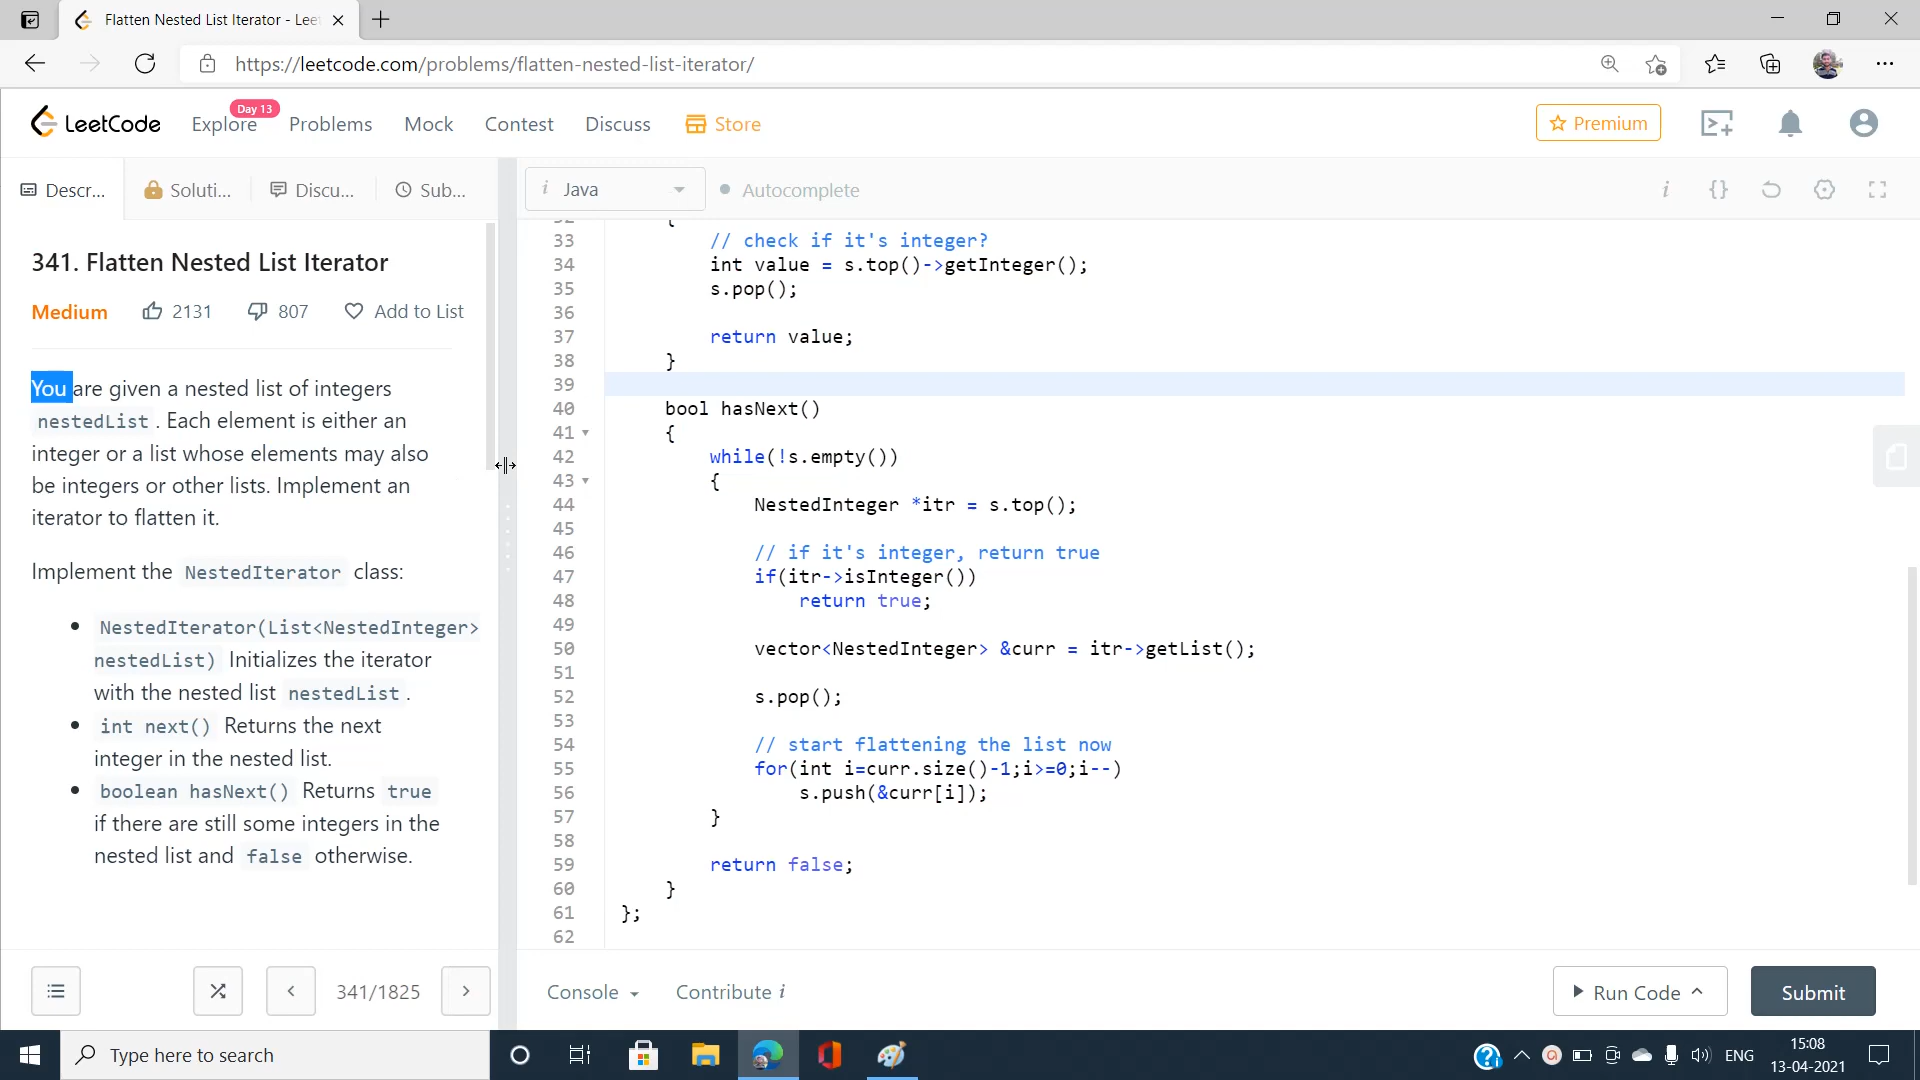 Flatten Nested List Iterator - Lee
https://leetcode.com/problems/flatten-nested-list-iterator/
LeetCode
Explore
Day 13
Problems
Mock
Contest
Discuss
Store
Premium
Descr...
Soluti...
Discu...
Sub...
i Java
Autocomplete
341. Flatten Nested List Iterator
Medium 2131 807 Add to List
You are given a nested list of integers
nestedList . Each element is either an
integer or a list whose elements may also
be integers or other lists. Implement an
iterator to flatten it.
Implement the NestedIterator class:
• NestedIterator(List<NestedInteger>
nestedList) Initializes the iterator
with the nested list nestedList .
• int next() Returns the next
integer in the nested list.
• boolean hasNext() Returns true
if there are still some integers in the
nested list and false otherwise.
341/1825
33 // check if it's integer?
34 int value = s.top()->getInteger();
35 s.pop();
36
37 return value;
38 }
39
40 bool hasNext()
41 {
42 while(!s.empty())
43 {
44 NestedInteger *itr = s.top();
45
46 // if it's integer, return true
47 if(itr->isInteger())
48 return true;
49
50 vector<NestedInteger> &curr = itr->getList();
51
52 s.pop();
53
54 // start flattening the list now
55 for(int i=curr.size()-1;i>=0;i--)
56 s.push(&curr[i]);
57 }
58
59 return false;
60 }
61 };
62
Console
Contribute i
Run Code
Submit
Type here to search
ENG
15:08
13-04-2021